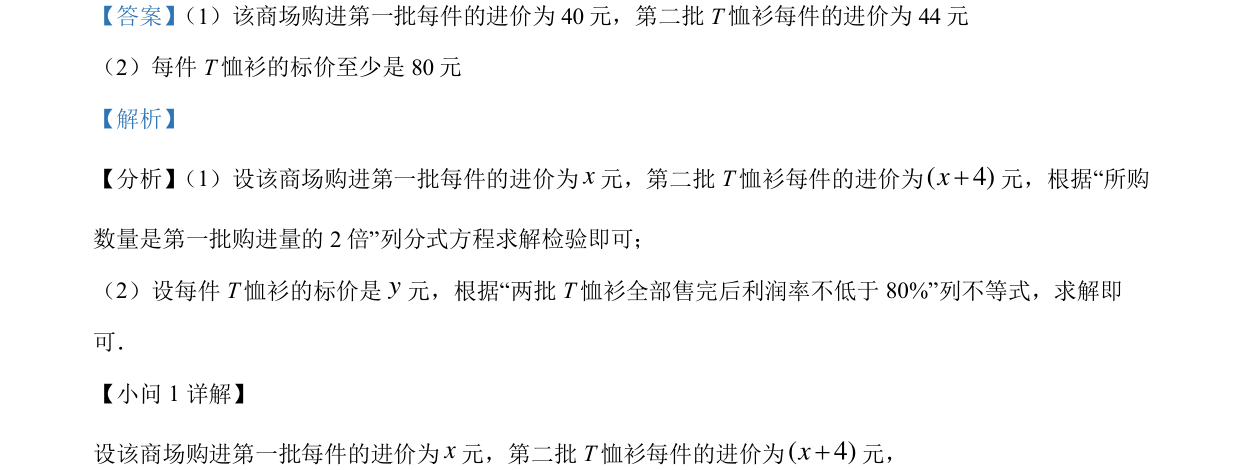 【答案】（1）该商场购进第一批每件的进价为 40 元，第二批 T 恤衫每件的进价为 44 元
（2）每件 T 恤衫的标价至少是 80 元
【解析】
【分析】（1）设该商场购进第一批每件的进价为 x 元，第二批 T 恤衫每件的进价为 (x+4) 元，根据“所购
数量是第一批购进量的 2 倍”列分式方程求解检验即可；
（2）设每件 T 恤衫的标价是 y 元，根据“两批 T 恤衫全部售完后利润率不低于 80%”列不等式，求解即
可．
【小问 1 详解】
设该商场购进第一批每件的进价为 x 元，第二批 T 恤衫每件的进价为 (x+4) 元，